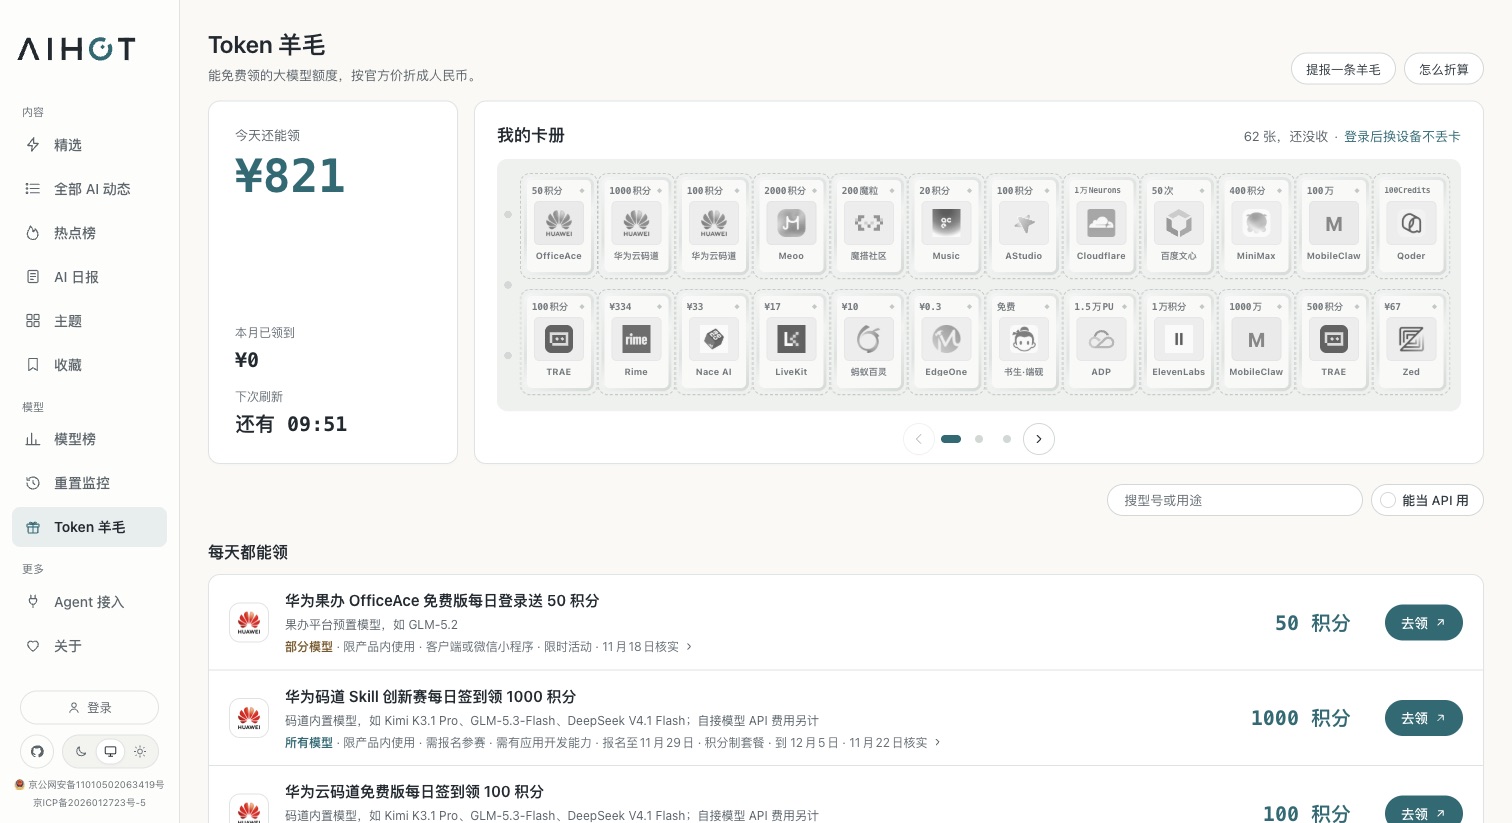 AIHOT
内容
精选
全部 AI 动态
热点榜
AI 日报
主题
收藏
模型
模型榜
重置监控
Token 羊毛
更多
Agent 接入
关于
登录
京公网安备11010502063419号
京ICP备2026012723号-5
Token 羊毛
能免费领的大模型额度，按官方价折成人民币。
提报一条羊毛
怎么折算
今天还能领
¥821
本月已领到
¥0
下次刷新
还有 09:51
我的卡册
62 张，还没收 · 登录后换设备不丢卡
50积分
HUAWEI
OfficeAce
1000积分
HUAWEI
华为云码道
100积分
HUAWEI
华为云码道
2000积分
Meoo
200魔粒
魔搭社区
20积分
Music
100积分
AStudio
1万Neurons
Cloudflare
50次
百度文心
400积分
MiniMax
100万
M
MobileClaw
100Credits
Qoder
100积分
TRAE
¥334
rime
Rime
¥33
Nace AI
¥17
LK
LiveKit
¥10
蚂蚁百灵
¥0.3
EdgeOne
免费
书生·端砚
1.5万PU
ADP
1万积分
ElevenLabs
1000万
M
MobileClaw
500积分
TRAE
¥67
Zed
搜型号或用途
能当 API 用
每天都能领
HUAWEI
华为果办 OfficeAce 免费版每日登录送 50 积分
果办平台预置模型，如 GLM-5.2
部分模型 · 限产品内使用 · 客户端或微信小程序 · 限时活动 · 11月18日核实
50 积分
去领
HUAWEI
华为码道 Skill 创新赛每日签到领 1000 积分
码道内置模型，如 Kimi K3.1 Pro、GLM-5.3-Flash、DeepSeek V4.1 Flash；自接模型 API 费用另计
所有模型 · 限产品内使用 · 需报名参赛 · 需有应用开发能力 · 报名至11月29日 · 积分制套餐 · 到 12月5日 · 11月22日核实
1000 积分
去领
HUAWEI
华为云码道免费版每日签到领 100 积分
码道内置模型，如 Kimi K3.1 Pro、GLM-5.3-Flash、DeepSeek V4.1 Flash；自接模型 API 费用另计
100 积分
去领